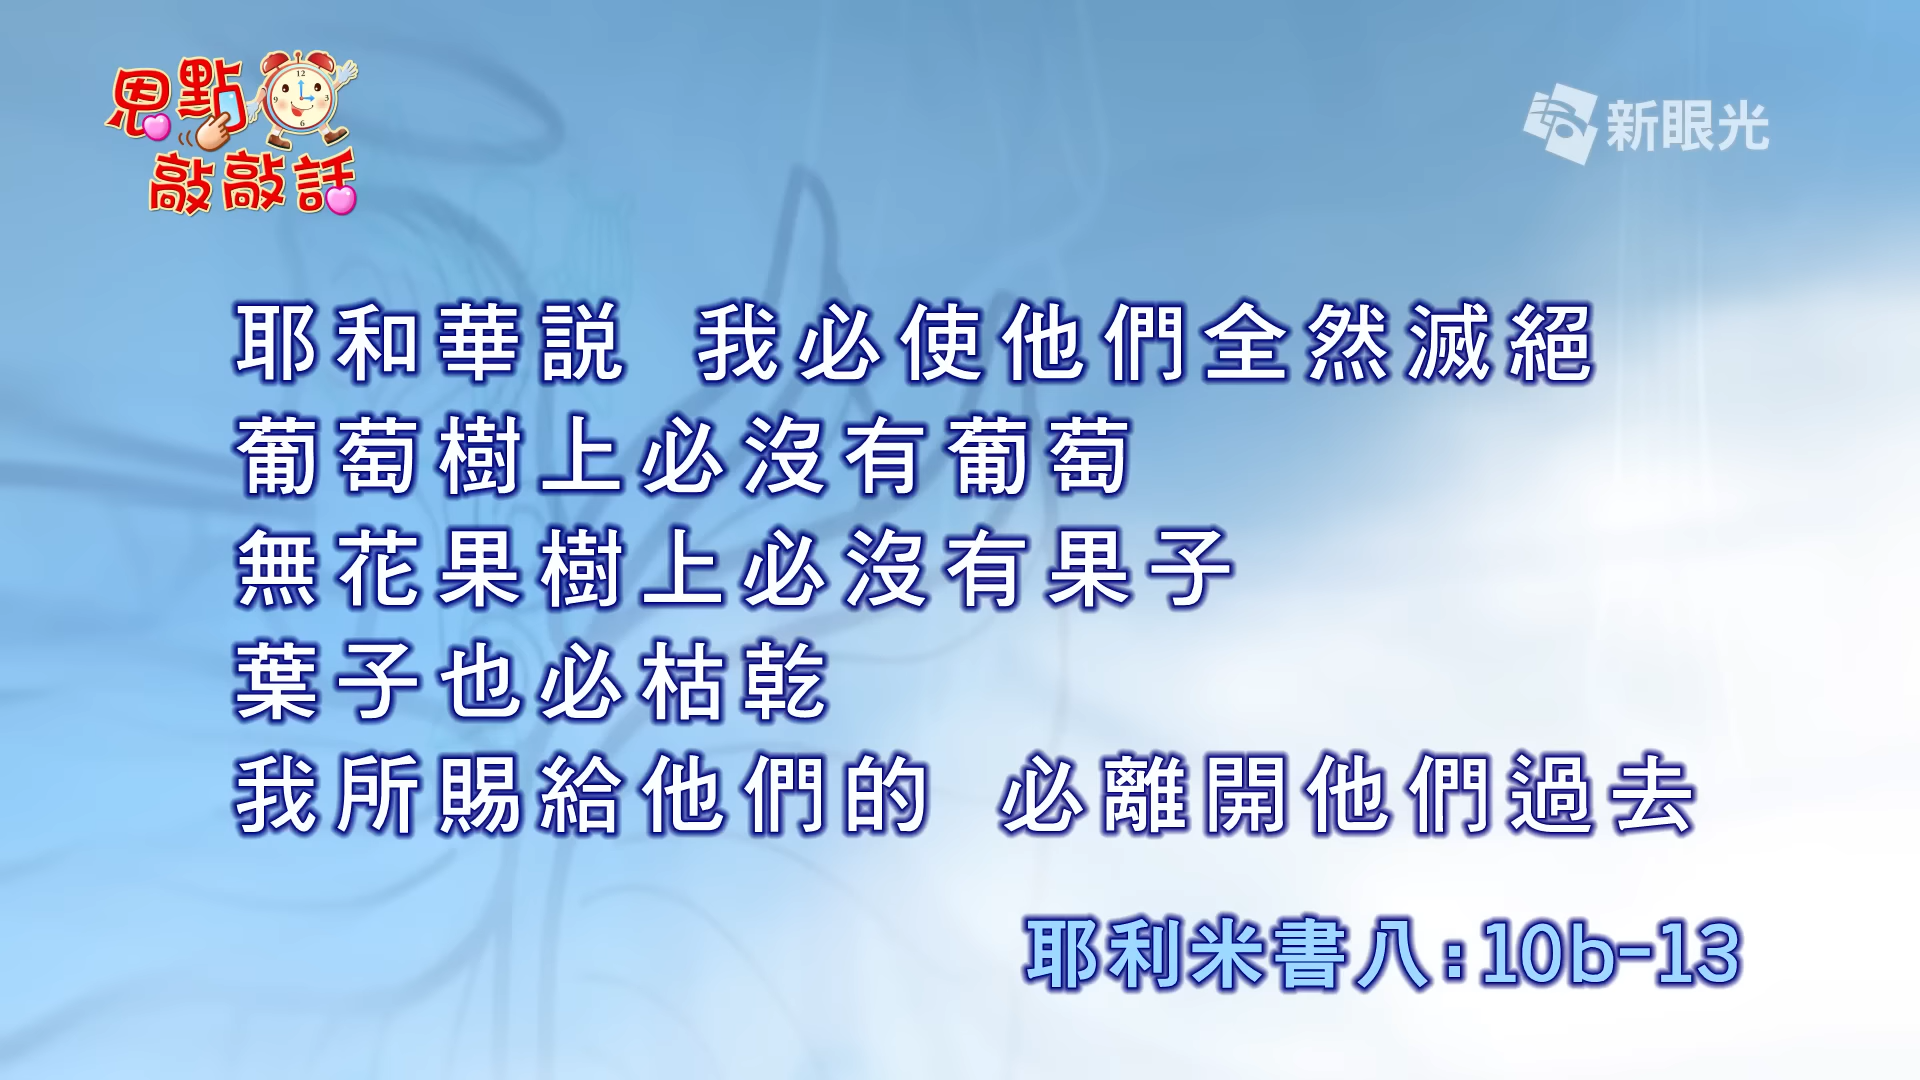 恩點
敲敲話
新眼光
耶和華説 我必使他們全然滅絕
葡萄樹上必沒有葡萄
無花果樹上必沒有果子
葉子也必枯乾
我所賜給他們的 必離開他們過去
耶利米書八:10b-13